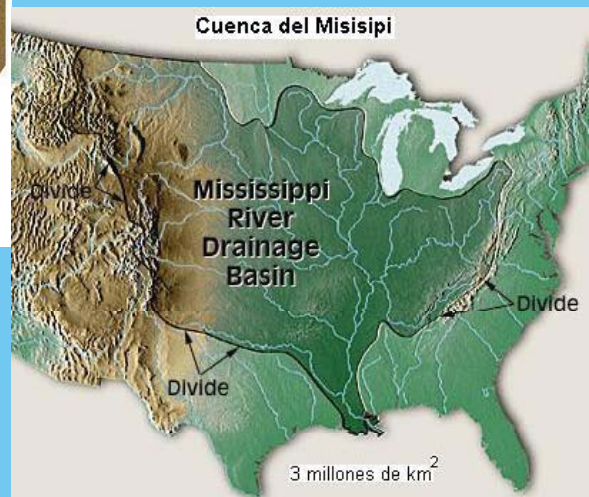 Cuenca del Misisipi
Divide
Mississippi
River
Drainage
Basin
Divide
Divide
3 millones de km²